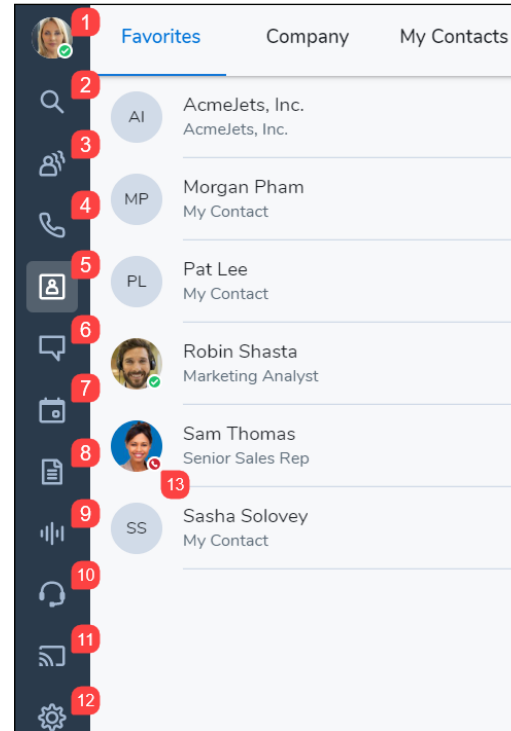 1
Favorites Company My Contacts
2
AI AcmeJets, Inc.
AcmeJets, Inc.
3
MP Morgan Pham
My Contact
4
5
PL Pat Lee
My Contact
6
Robin Shasta
Marketing Analyst
7
Sam Thomas
8
Senior Sales Rep
13
9
SS Sasha Solovey
My Contact
10
11
12